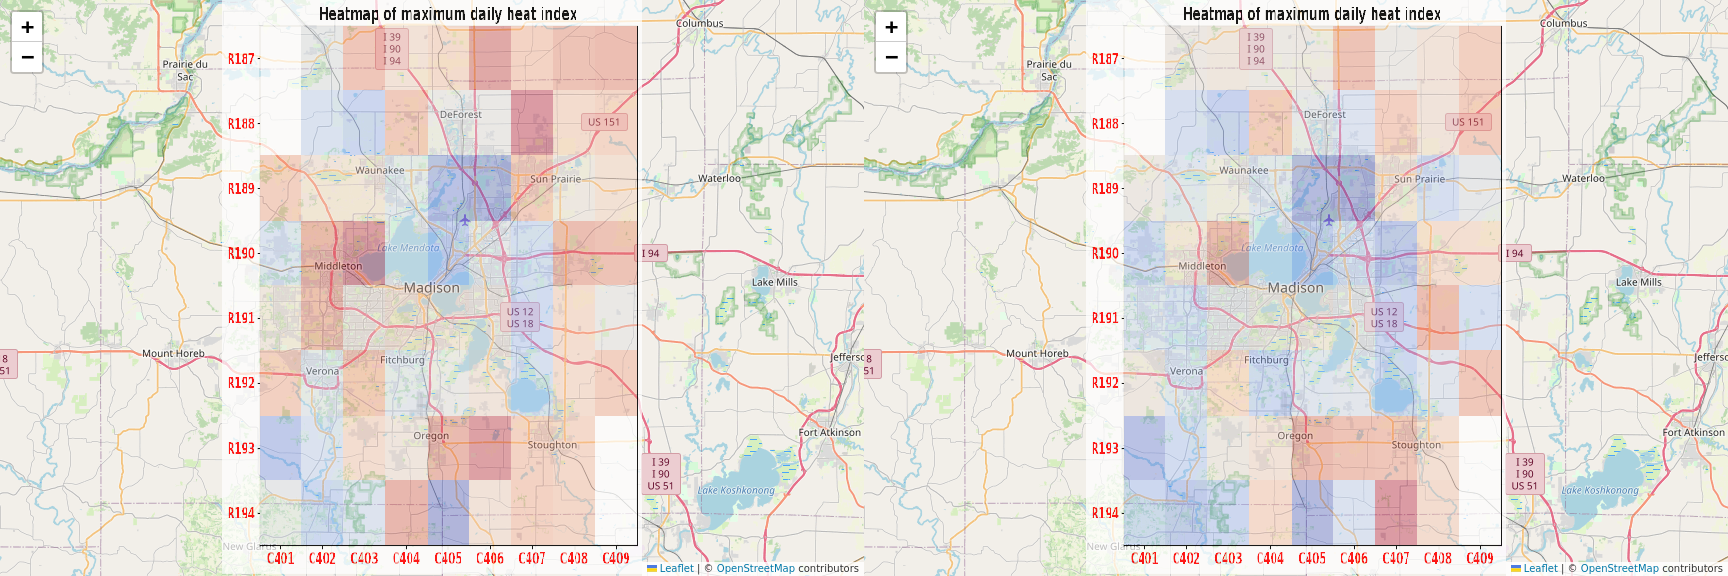 Heatmap of maximum daily heat index
+
−
Columbus
I 39
I 90
I 94
R187
Prairie du
Sac
DeForest
US 151
R188
Waunakee
Sun Prairie
Waterloo
R189
Lake Mendota
R190
I 94
Middleton
Lake Mills
Madison
US 12
US 18
R191
8
51
Mount Horeb
Jeffersc
Fitchburg
Verona
R192
Oregon
Stoughton
Fort Atkinson
R193
I 39
I 90
US 51
Lake Koshkonong
R194
New Glarus
C401 C402 C403 C404 C405 C406 C407 C408 C409
Leaflet | © OpenStreetMap contributors
Heatmap of maximum daily heat index
+
−
Columbus
I 39
I 90
I 94
R187
Prairie du
Sac
DeForest
US 151
R188
Waunakee
Sun Prairie
Waterloo
R189
Lake Mendota
R190
I 94
Middleton
Lake Mills
Madison
US 12
US 18
R191
8
51
Mount Horeb
Jefferso
Fitchburg
Verona
R192
Oregon
Stoughton
Fort Atkinson
R193
I 39
I 90
US 51
Lake Koshkonong
R194
New Glarus
C401 C402 C403 C404 C405 C406 C407 C408 C409
Leaflet | © OpenStreetMap contributors